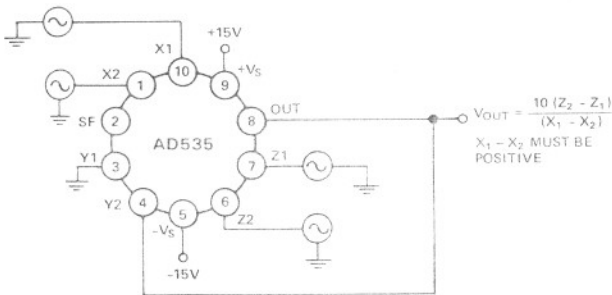 X1
+15V
X2
10
+VS
1
9
OUT
SF
2
8
AD535
VOUT = 10 (Z2 − Z1) / (X1 − X2)
X1 − X2 MUST BE
POSITIVE
Y1
3
7
Z1
Y2
4
5
6
Z2
-VS
-15V